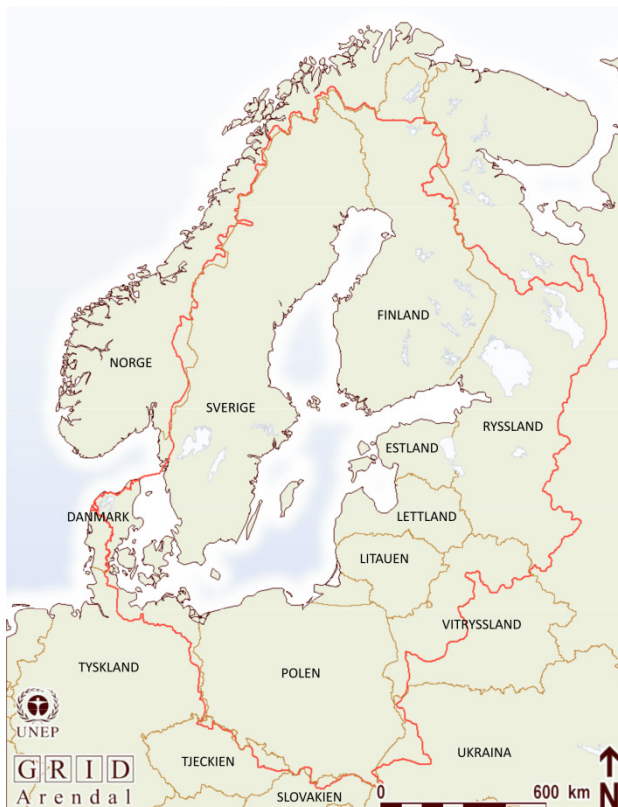 FINLAND
NORGE
SVERIGE
RYSSLAND
ESTLAND
DANMARK
LETTLAND
LITAUEN
VITRYSSLAND
TYSKLAND
POLEN
UNEP
TJECKIEN
UKRAINA
GRID
Arendal
SLOVAKIEN
0 600 km
N